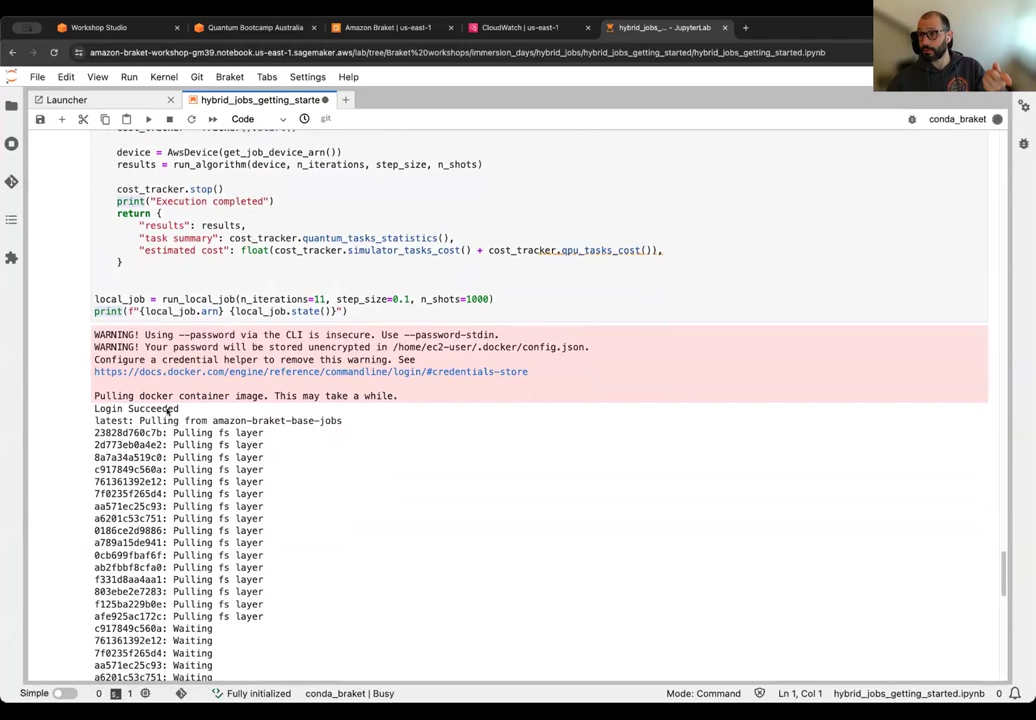 Workshop Studio
Quantum Bootcamp Australia
Amazon Braket | us-east-1
CloudWatch | us-east-1
hybrid_jobs_... - JupyterLab
amazon-braket-workshop-gm39.notebook.us-east-1.sagemaker.aws/lab/tree/Braket%20workshops/immersion_days/hybrid_jobs/hybrid_jobs_getting_started/hybrid_jobs_getting_started.ipynb
File Edit View Run Kernel Git Braket Tabs Settings Help
Launcher
hybrid_jobs_getting_starte
Code
git
conda_braket
device = AwsDevice(get_job_device_arn())
results = run_algorithm(device, n_iterations, step_size, n_shots)
cost_tracker.stop()
print("Execution completed")
return {
"results": results,
"task summary": cost_tracker.quantum_tasks_statistics(),
"estimated cost": float(cost_tracker.simulator_tasks_cost() + cost_tracker.qpu_tasks_cost()),
}
local_job = run_local_job(n_iterations=11, step_size=0.1, n_shots=1000)
print(f"{local_job.arn} {local_job.state()}")
WARNING! Using --password via the CLI is insecure. Use --password-stdin.
WARNING! Your password will be stored unencrypted in /home/ec2-user/.docker/config.json.
Configure a credential helper to remove this warning. See
https://docs.docker.com/engine/reference/commandline/login/#credentials-store
Pulling docker container image. This may take a while.
Login Succeeded
latest: Pulling from amazon-braket-base-jobs
23828d760c7b: Pulling fs layer
2d773eb0a4e2: Pulling fs layer
8a7a34a519c0: Pulling fs layer
c917849c560a: Pulling fs layer
761361392e12: Pulling fs layer
7f0235f265d4: Pulling fs layer
aa571ec25c93: Pulling fs layer
a6201c53c751: Pulling fs layer
0186ce2d9886: Pulling fs layer
a789a15de941: Pulling fs layer
0cb699fbaf6f: Pulling fs layer
ab2fbbf8cfa0: Pulling fs layer
f331d8aa4aa1: Pulling fs layer
803ebe2e7283: Pulling fs layer
f125ba229b0e: Pulling fs layer
afe925ac172c: Pulling fs layer
c917849c560a: Waiting
761361392e12: Waiting
7f0235f265d4: Waiting
aa571ec25c93: Waiting
a6201c53c751: Waiting
Simple 0 1 Fully initialized conda_braket | Busy Mode: Command Ln 1, Col 1 hybrid_jobs_getting_started.ipynb 0